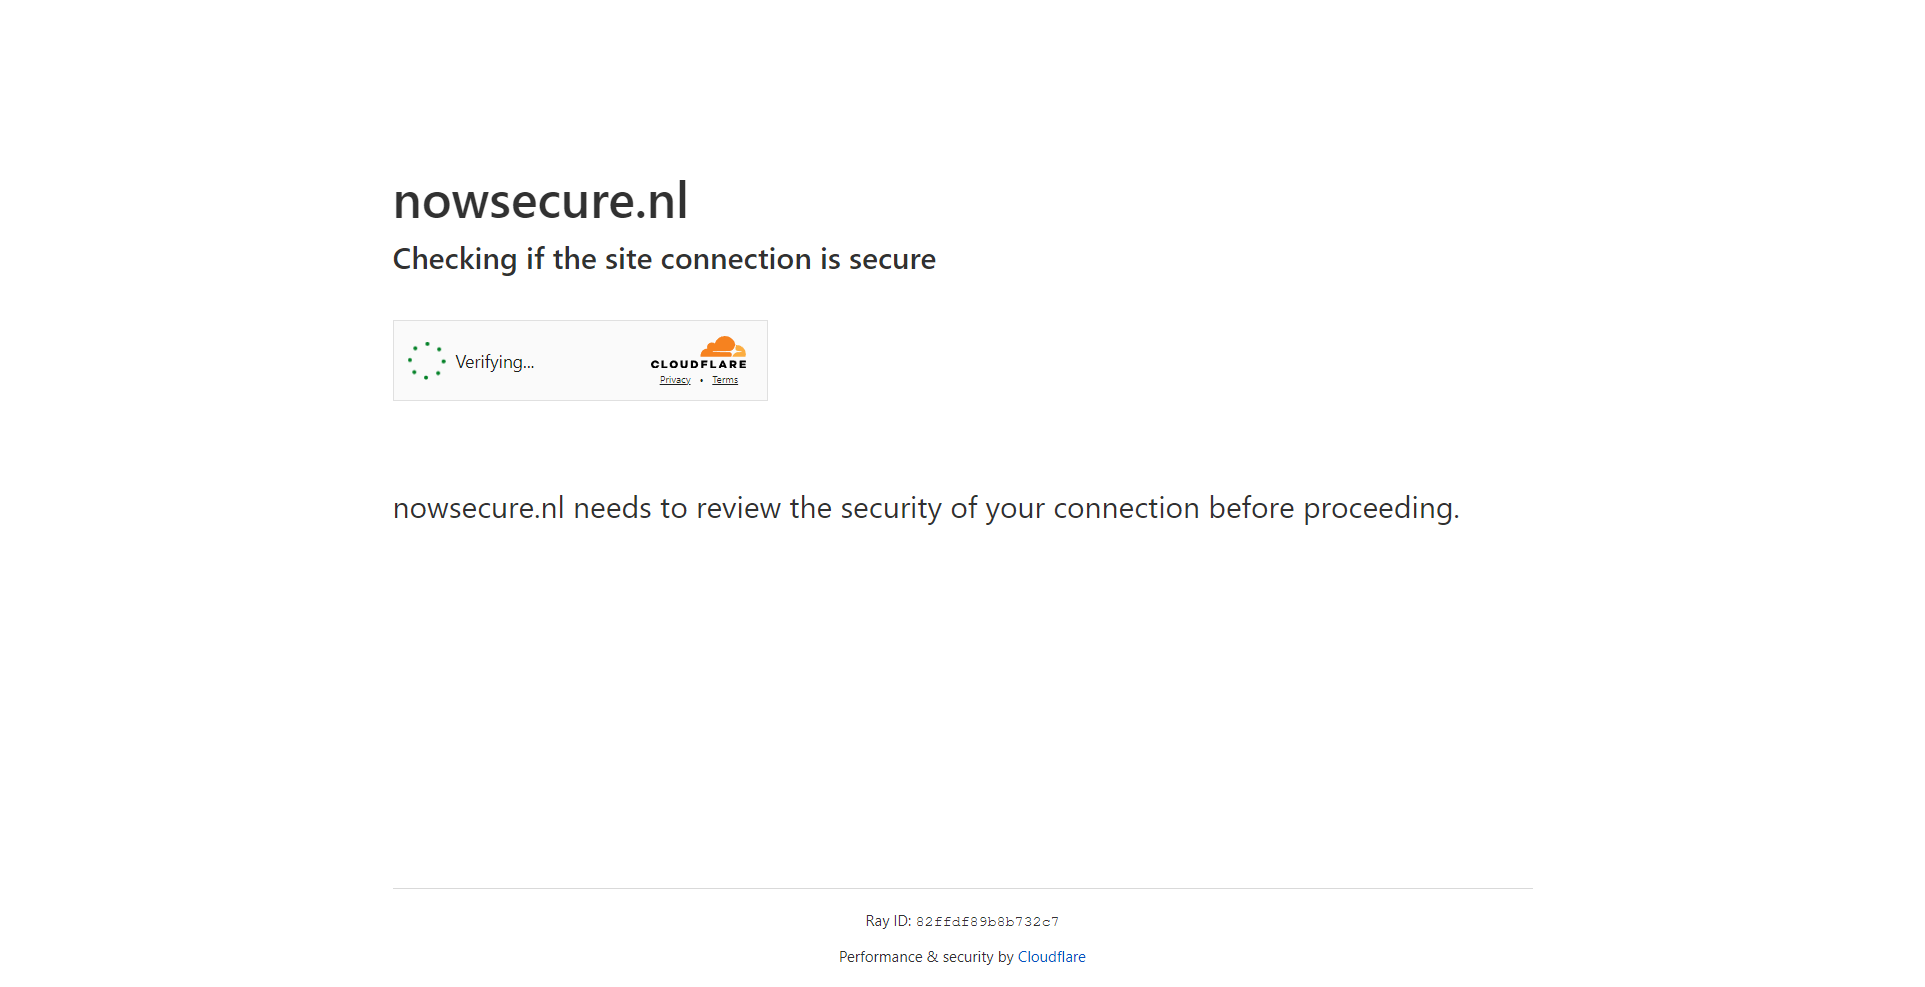 nowsecure.nl
Checking if the site connection is secure
Verifying...
CLOUDFLARE
Privacy • Terms
nowsecure.nl needs to review the security of your connection before proceeding.
Ray ID: 82ffdf89b8b732c7
Performance & security by Cloudflare